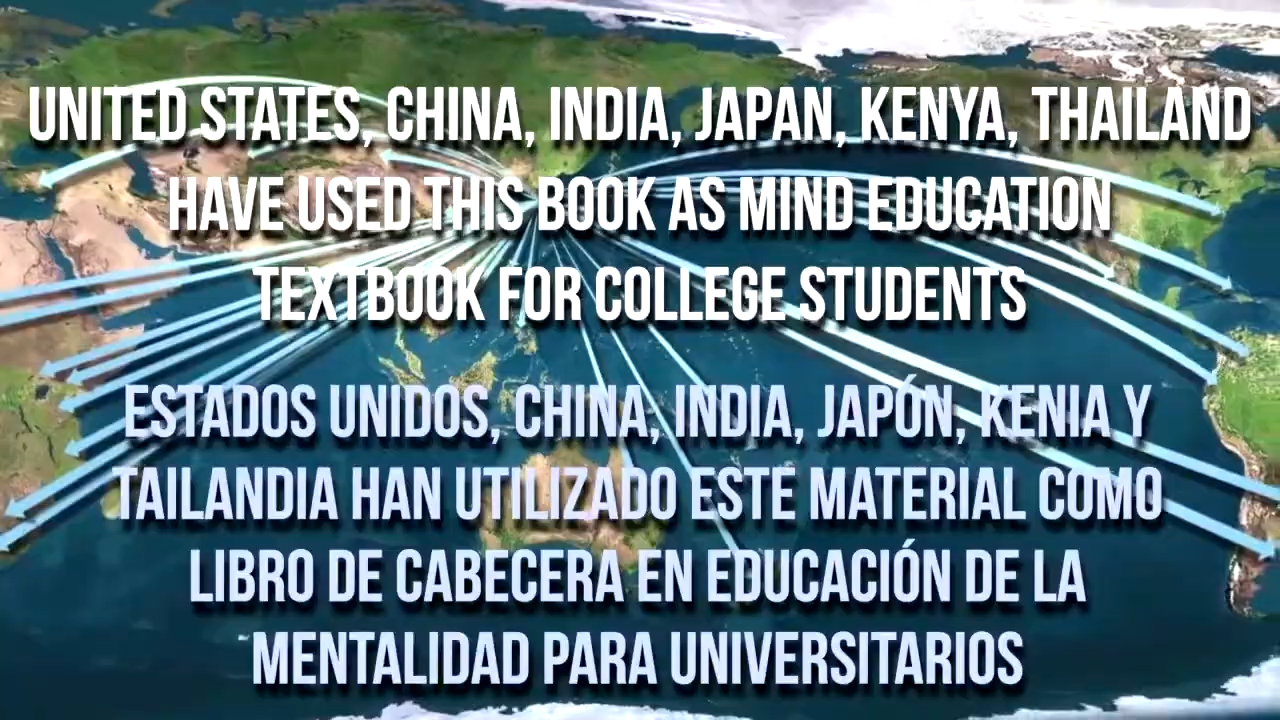 UNITED STATES, CHINA, INDIA, JAPAN, KENYA, THAILAND
HAVE USED THIS BOOK AS MIND EDUCATION
TEXTBOOK FOR COLLEGE STUDENTS
ESTADOS UNIDOS, CHINA, INDIA, JAPÓN, KENIA Y
TAILANDIA HAN UTILIZADO ESTE MATERIAL COMO
LIBRO DE CABECERA EN EDUCACIÓN DE LA
MENTALIDAD PARA UNIVERSITARIOS